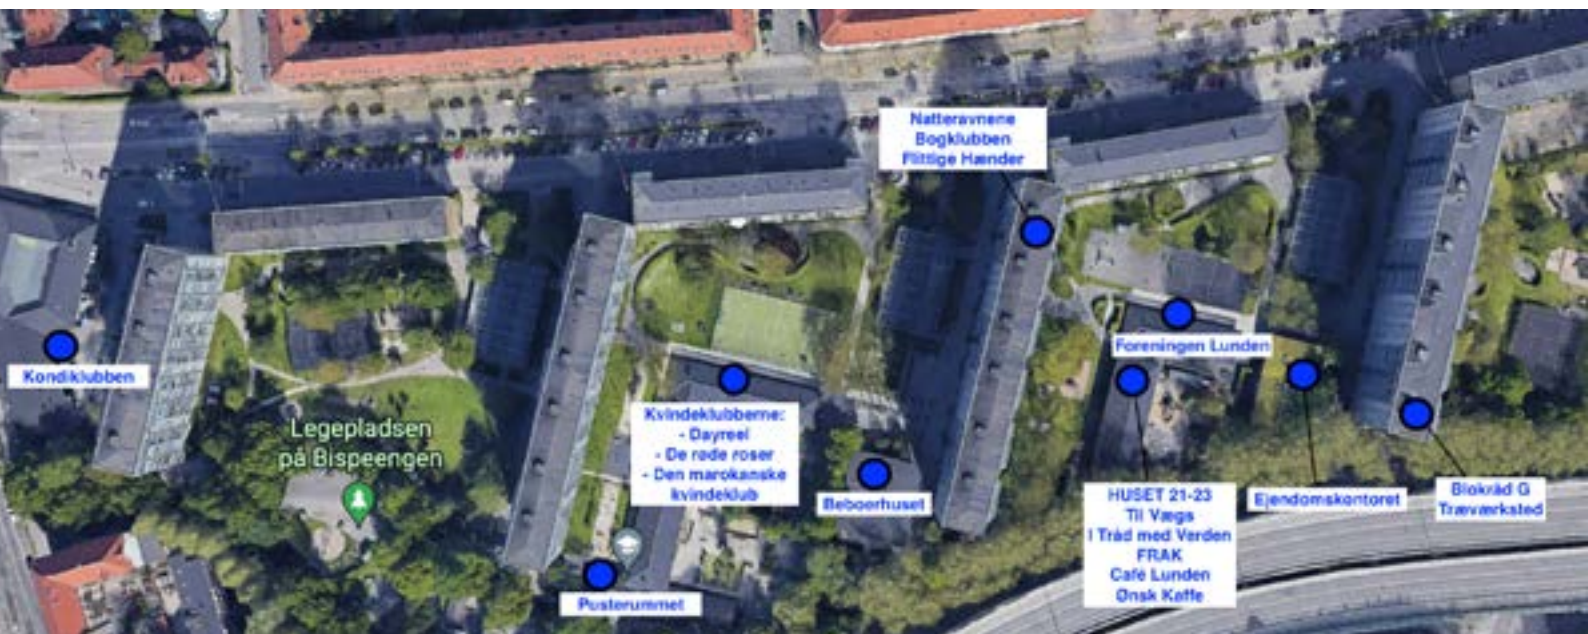 Natteravnene
Bogklubben
Flittige Hænder
Kondiklubben
Legepladsen
på Bispeengen
Kvindeklubberne:
- Dayreel
- De røde roser
- Den marokanske
kvindeklub
Beboerhuset
Pusterummet
Foreningen Lunden
HUSET 21-23
Til Vægs
I Tråd med Verden
FRAK
Café Lunden
Ønsk Kaffe
Ejendomskontoret
Blokråd G
Træværksted